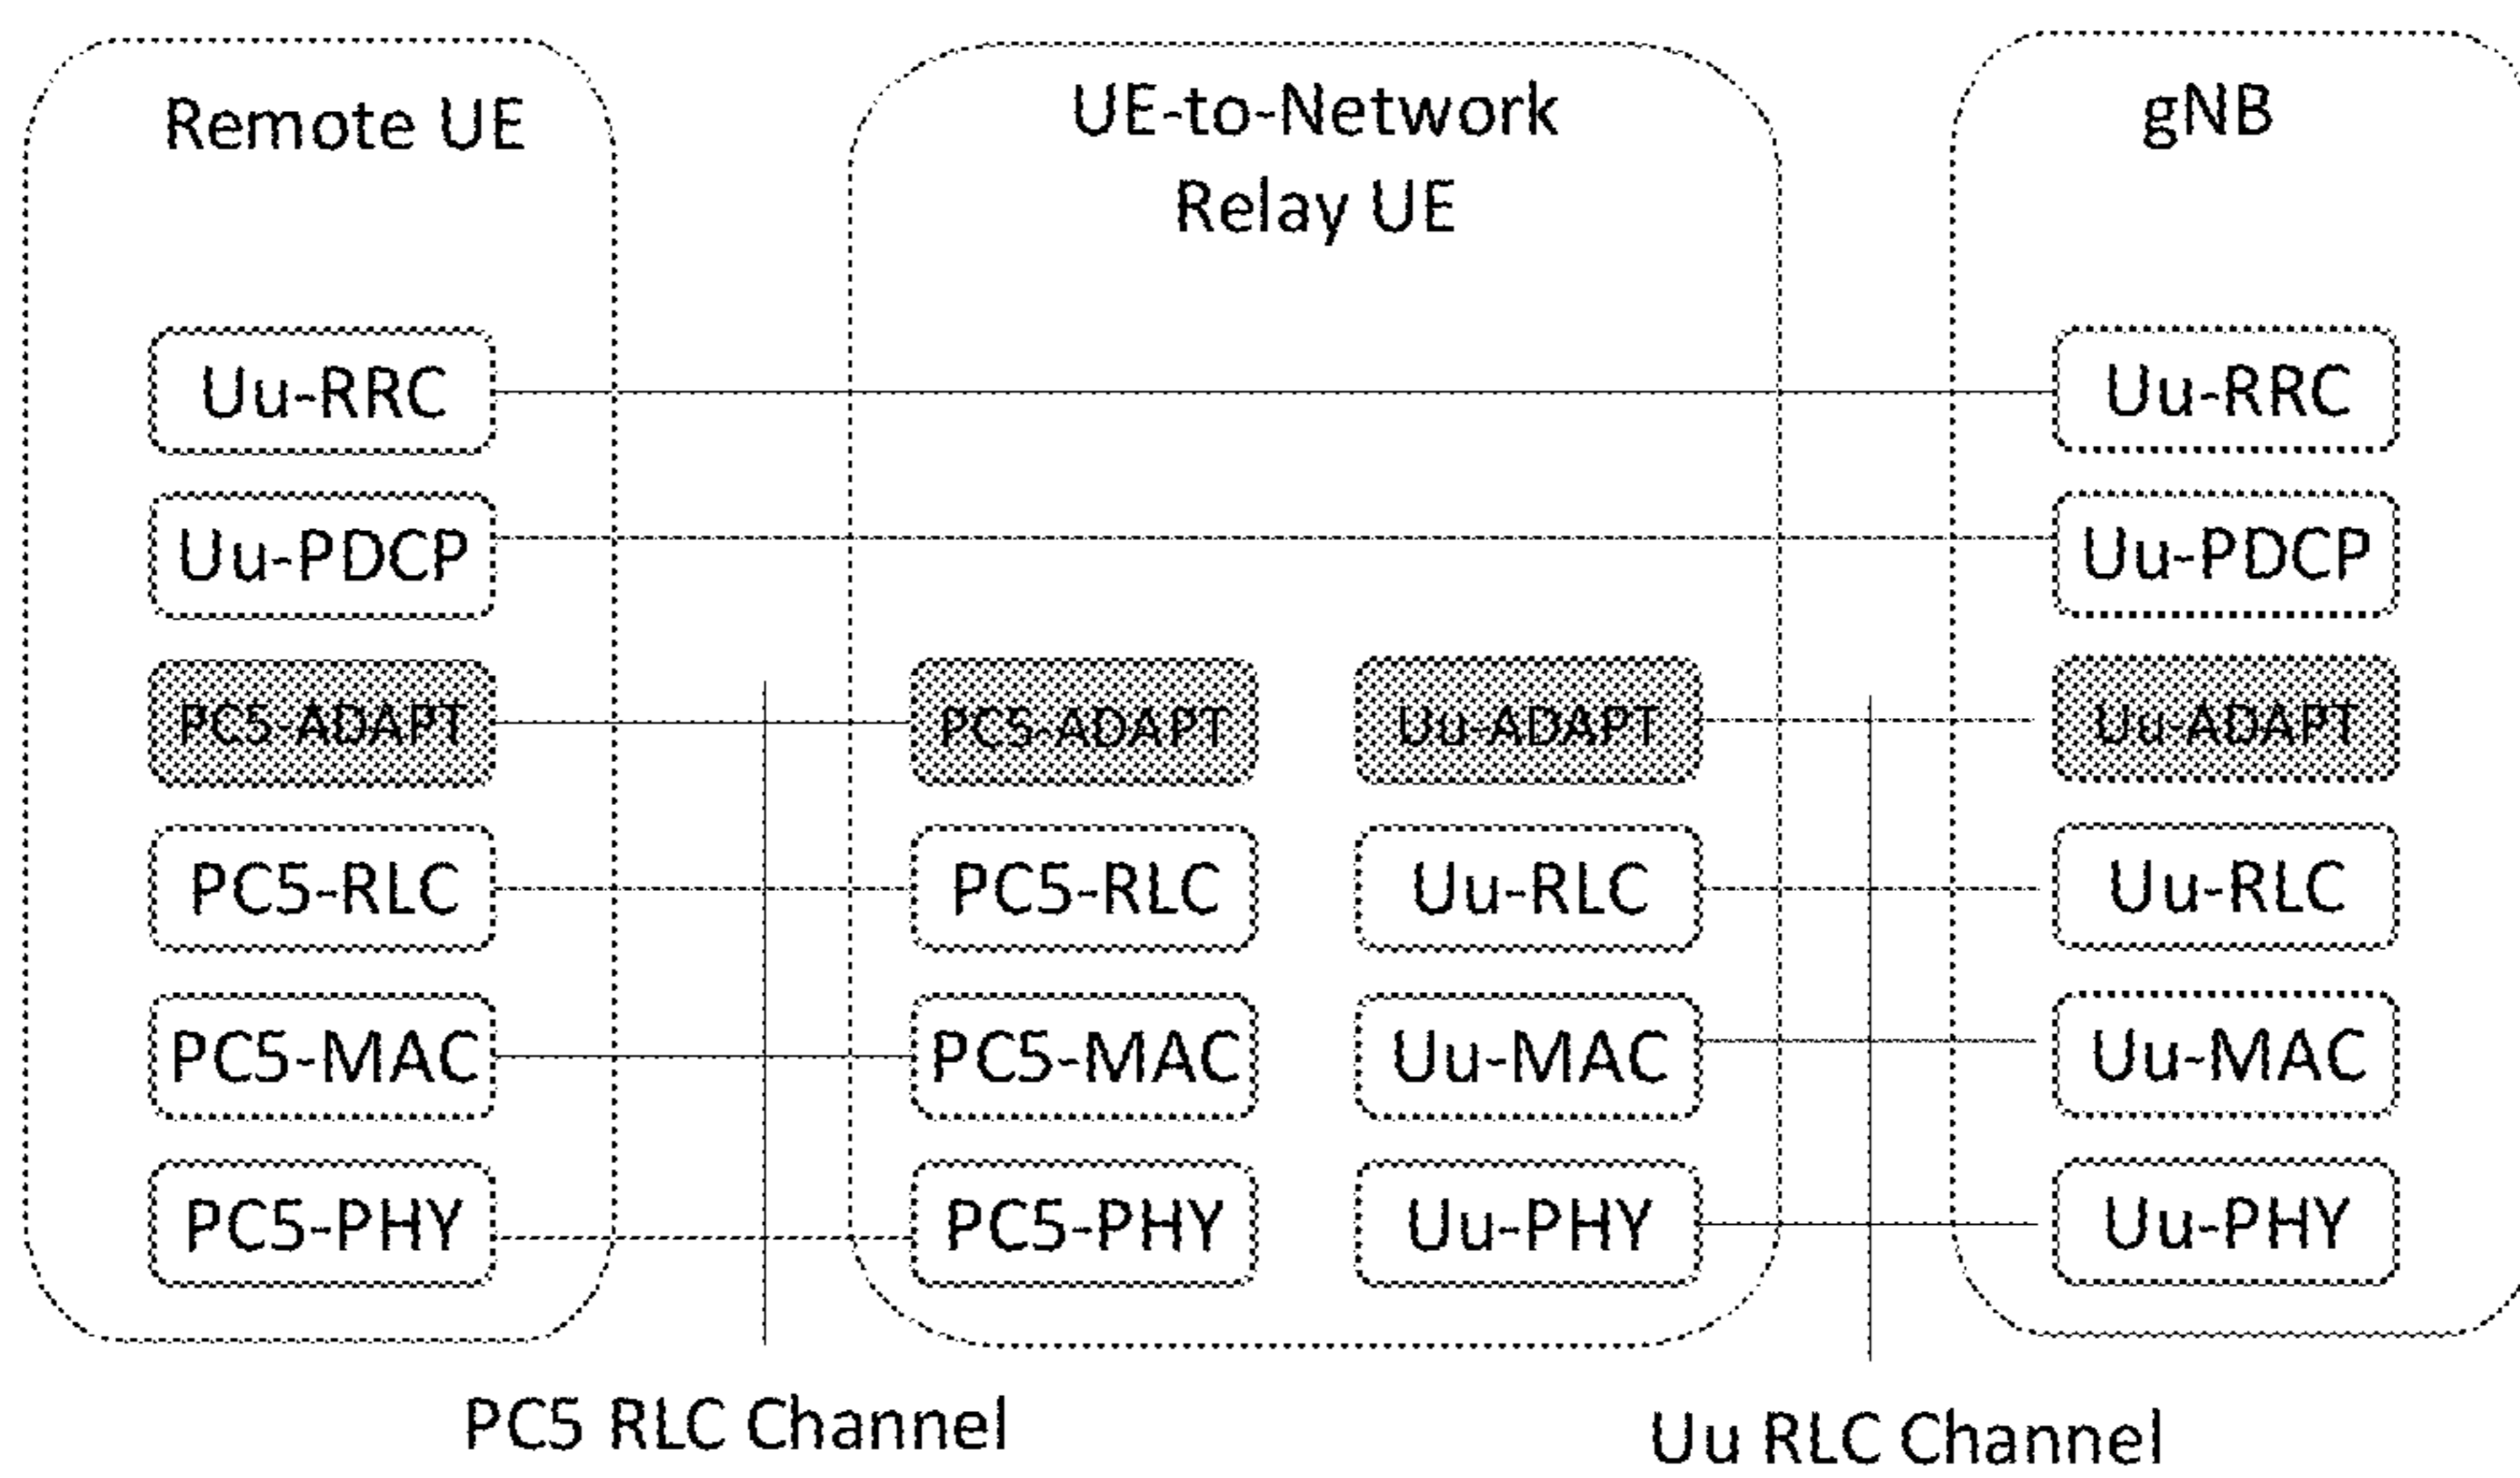 Remote UE
UE-to-Network
Relay UE
gNB
Uu-RRC
Uu-RRC
Uu-PDCP
Uu-PDCP
PC5-ADAPT
PC5-ADAPT
Uu-ADAPT
Uu-ADAPT
PC5-RLC
PC5-RLC
Uu-RLC
Uu-RLC
PC5-MAC
PC5-MAC
Uu-MAC
Uu-MAC
PC5-PHY
PC5-PHY
Uu-PHY
Uu-PHY
PC5 RLC Channel
Uu RLC Channel